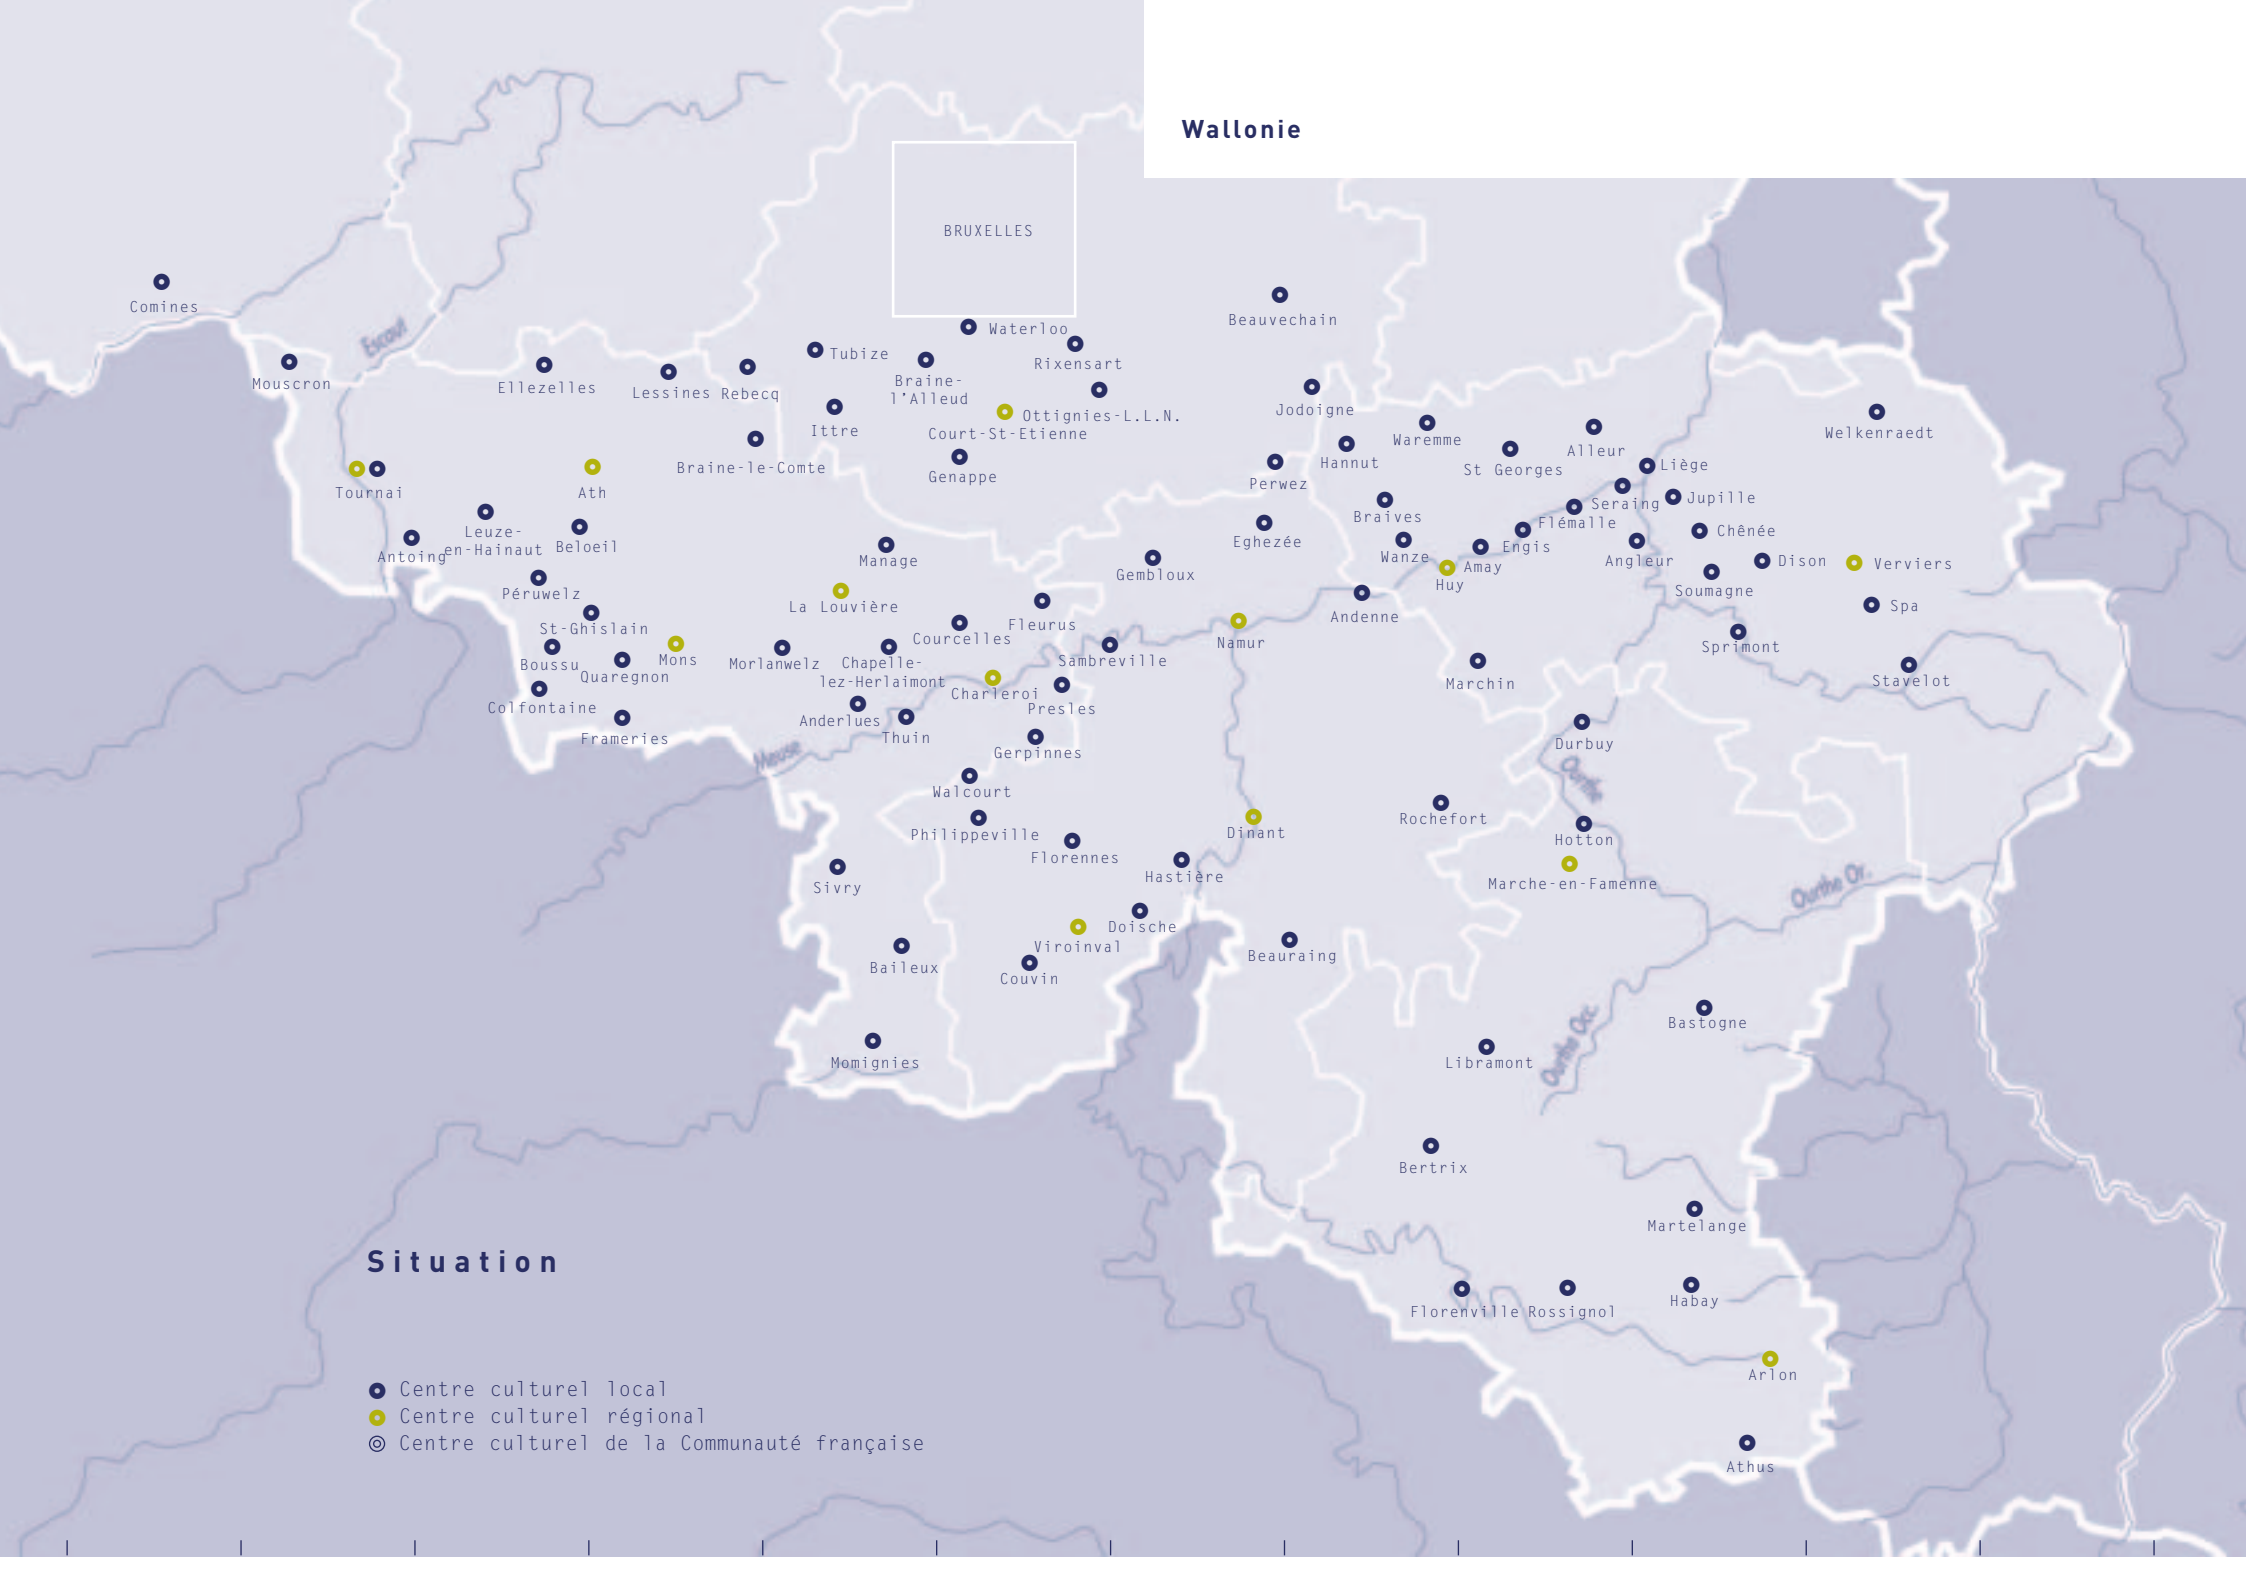 Wallonie
BRUXELLES
Comines
Escaut
Beauvechain
Waterloo
Tubize
Rixensart
Mouscron
Ellezelles
Lessines
Rebecq
Braine-
l'Alleud
Jodoigne
Ottignies-L.L.N.
Ittre
Court-St-Etienne
Waremme
Welkenraedt
Alleur
Braine-le-Comte
Genappe
Hannut
St Georges
Liège
Perwez
Tournai
Ath
Jupille
Seraing
Braives
Flémalle
Leuze-
en-Hainaut
Chênée
Eghezée
Beloeil
Engis
Antoing
Wanze
Manage
Angleur
Dison
Verviers
Amay
Gembloux
Huy
Péruwelz
Soumagne
La Louvière
Spa
Andenne
St-Ghislain
Fleurus
Courcelles
Namur
Sprimont
Boussu
Mons
Morlanwelz
Chapelle-
lez-Herlaimont
Sambreville
Quaregnon
Stavelot
Marchin
Charleroi
Colfontaine
Presles
Anderlues
Thuin
Frameries
Durbuy
Meuse
Gerpinnes
Ourthe
Walcourt
Rochefort
Philippeville
Dinant
Hotton
Florennes
Hastière
Sivry
Marche-en-Famenne
Ourthe Or.
Doische
Viroinval
Beauraing
Bailleux
Couvin
Bastogne
Ourthe Occ.
Momignies
Libramont
Bertrix
Martelange
Situation
Habay
Florenville
Rossignol
Arlon
Centre culturel local
Centre culturel régional
Centre culturel de la Communauté française
Athus